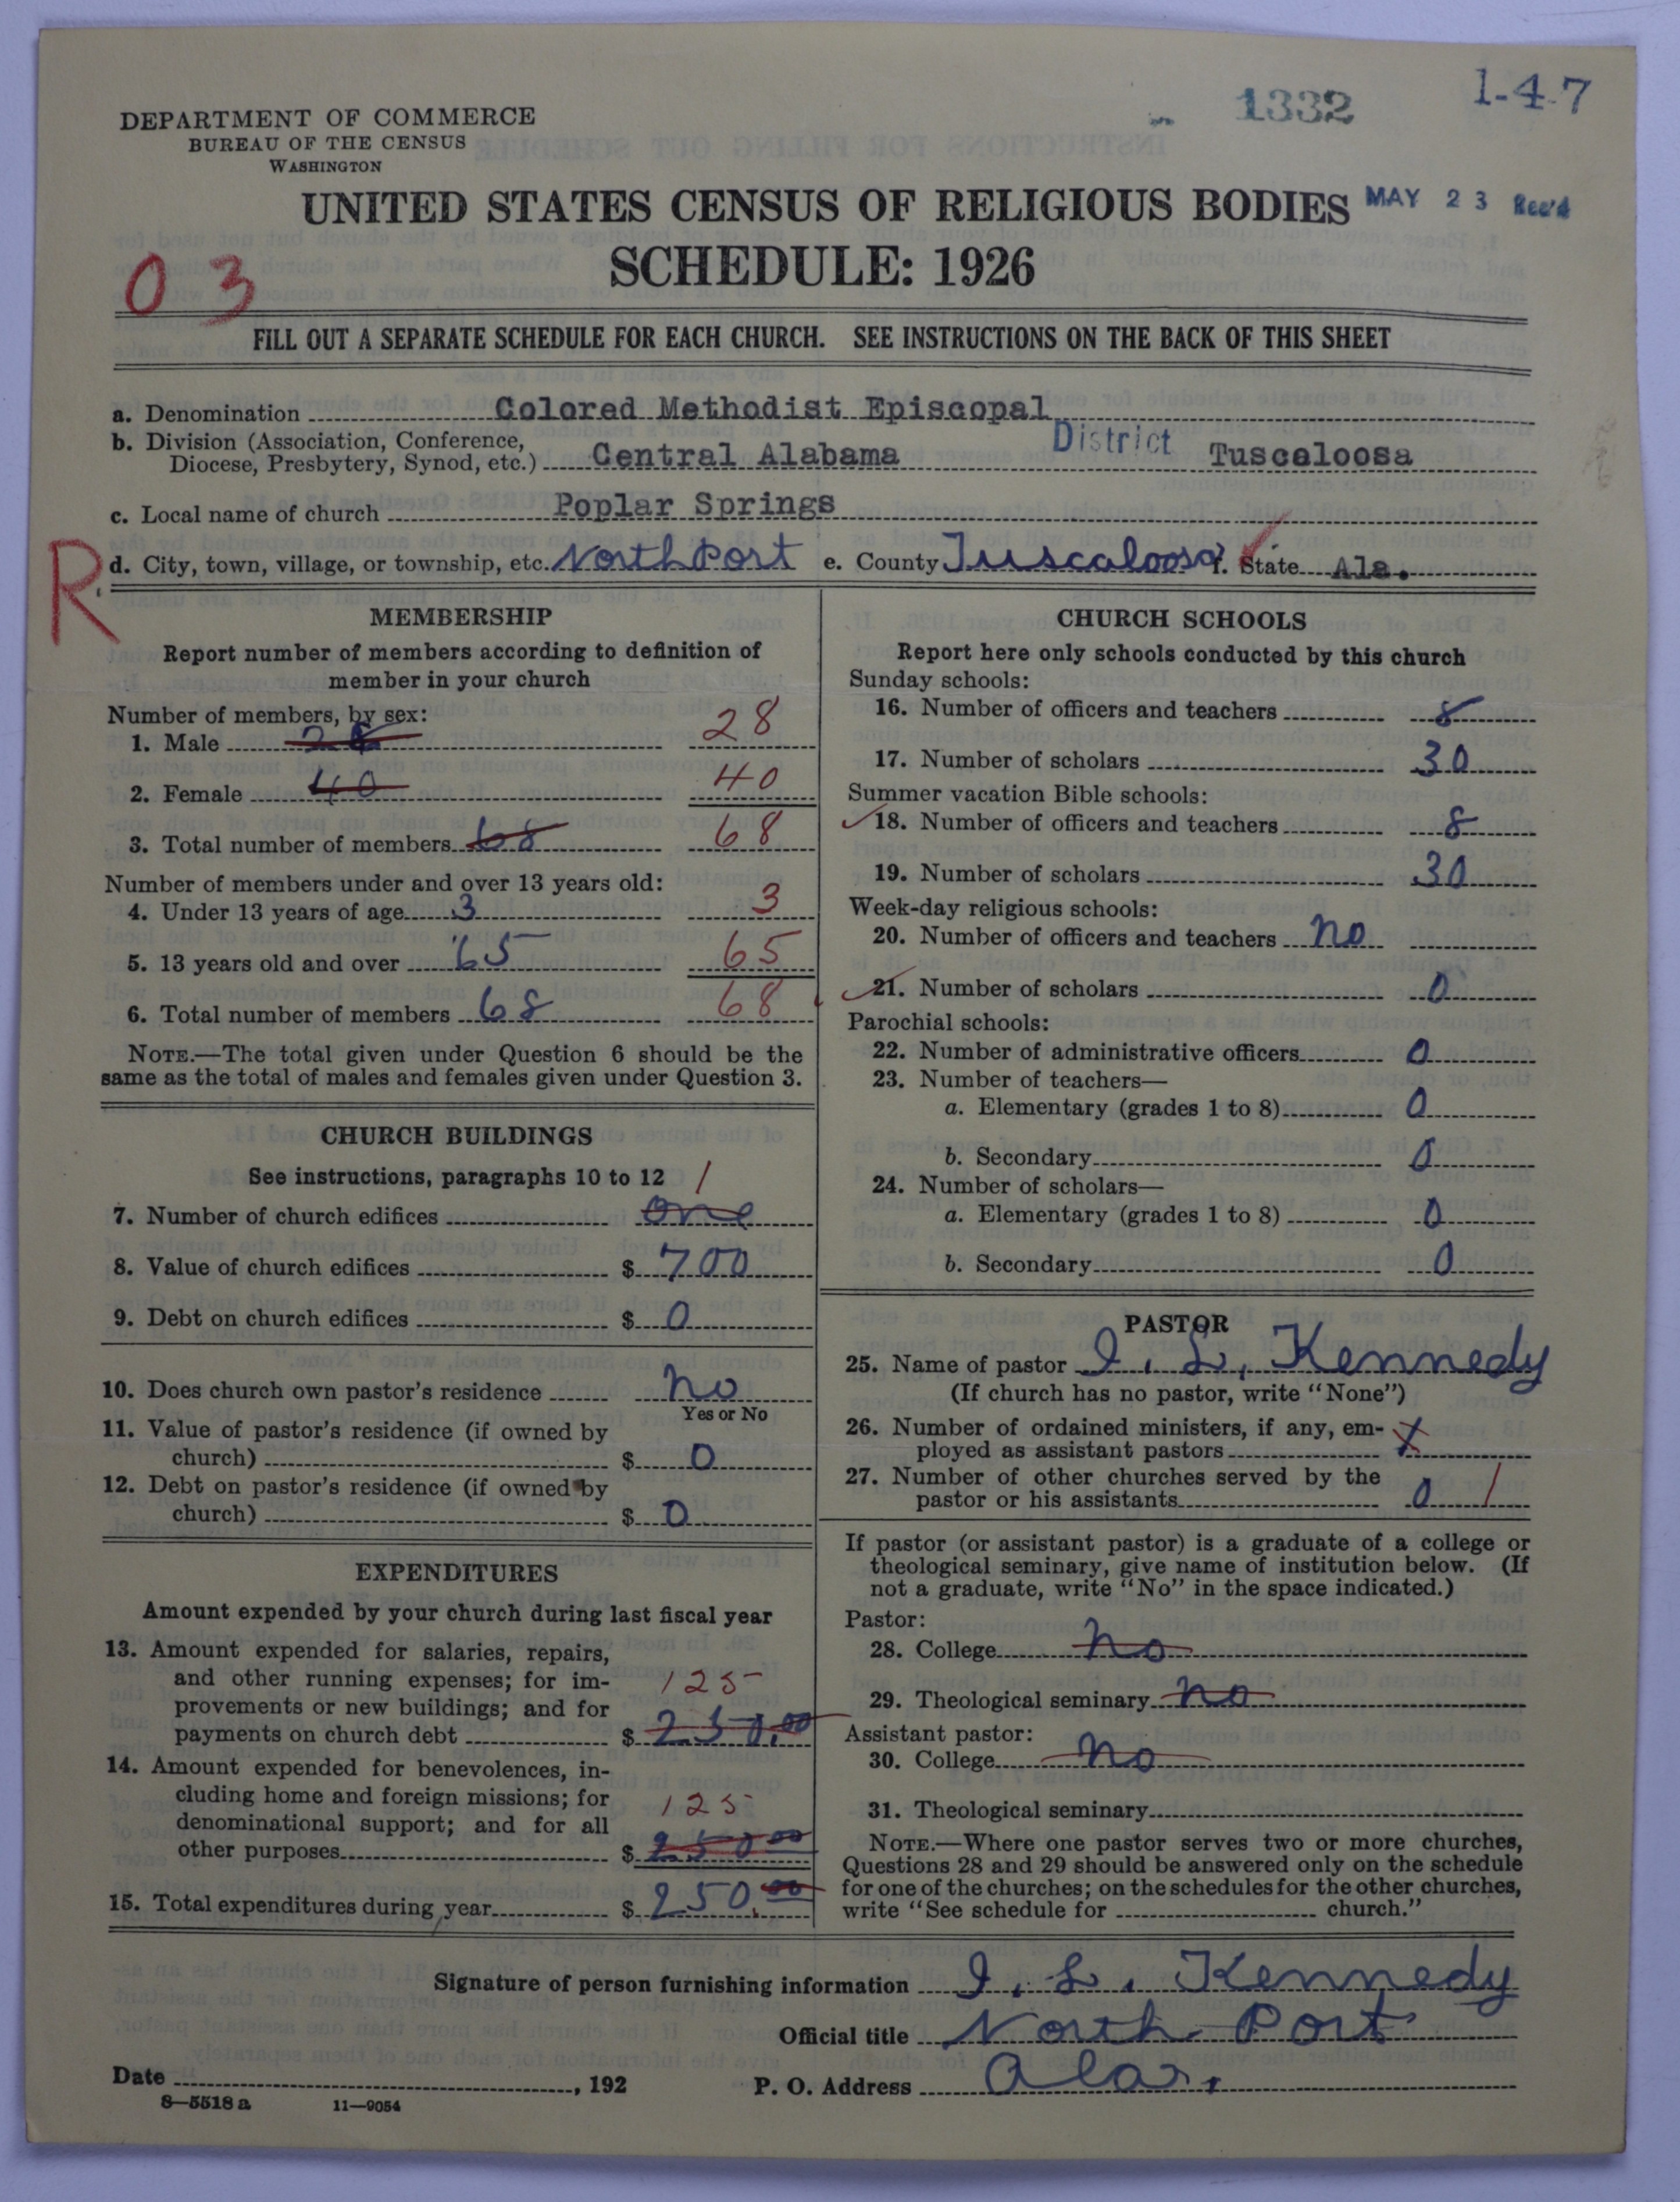 1332
1-4-7
DEPARTMENT OF COMMERCE
BUREAU OF THE CENSUS
WASHINGTON
UNITED STATES CENSUS OF RELIGIOUS BODIES
MAY 23 Rec'd
SCHEDULE: 1926
03
FILL OUT A SEPARATE SCHEDULE FOR EACH CHURCH. SEE INSTRUCTIONS ON THE BACK OF THIS SHEET
a. Denomination Colored Methodist Episcopal
b. Division (Association, Conference,
Diocese, Presbytery, Synod, etc.) Central Alabama District Tuscaloosa
c. Local name of church Poplar Springs
R
d. City, town, village, or township, etc. North Port e. County Tuscaloosa f. State Ala.
MEMBERSHIP
Report number of members according to definition of
member in your church
Number of members, by sex:
1. Male 28 28
2. Female 40 40
3. Total number of members 68 68
Number of members under and over 13 years old:
4. Under 13 years of age 3 3
5. 13 years old and over 65 65
6. Total number of members 68 68
NOTE.—The total given under Question 6 should be the
same as the total of males and females given under Question 3.
CHURCH BUILDINGS
See instructions, paragraphs 10 to 12 1
7. Number of church edifices one
8. Value of church edifices $ 700
9. Debt on church edifices $ 0
10. Does church own pastor's residence no
Yes or No
11. Value of pastor's residence (if owned by
church) $ 0
12. Debt on pastor's residence (if owned by
church) $ 0
EXPENDITURES
Amount expended by your church during last fiscal year
13. Amount expended for salaries, repairs,
and other running expenses; for im- 125
provements or new buildings; and for
payments on church debt $ 250.00
14. Amount expended for benevolences, in-
cluding home and foreign missions; for 125
denominational support; and for all
other purposes $ 250 00
15. Total expenditures during year $ 250.00
CHURCH SCHOOLS
Report here only schools conducted by this church
Sunday schools:
16. Number of officers and teachers 8
17. Number of scholars 30
Summer vacation Bible schools:
18. Number of officers and teachers 8
19. Number of scholars 30
Week-day religious schools:
20. Number of officers and teachers no
21. Number of scholars 0
Parochial schools:
22. Number of administrative officers 0
23. Number of teachers—
a. Elementary (grades 1 to 8) 0
b. Secondary 0
24. Number of scholars—
a. Elementary (grades 1 to 8) 0
b. Secondary 0
PASTOR
25. Name of pastor I. L. Kennedy
(If church has no pastor, write "None")
26. Number of ordained ministers, if any, em-
ployed as assistant pastors
27. Number of other churches served by the
pastor or his assistants 0 1
If pastor (or assistant pastor) is a graduate of a college or
theological seminary, give name of institution below. (If
not a graduate, write "No" in the space indicated.)
Pastor:
28. College no
29. Theological seminary no
Assistant pastor:
30. College no
31. Theological seminary
NOTE.—Where one pastor serves two or more churches,
Questions 28 and 29 should be answered only on the schedule
for one of the churches; on the schedules for the other churches,
write "See schedule for church."
Signature of person furnishing information I. L. Kennedy
Official title North Port
Date , 192 P. O. Address Ala.
8—5518 a 11—9054